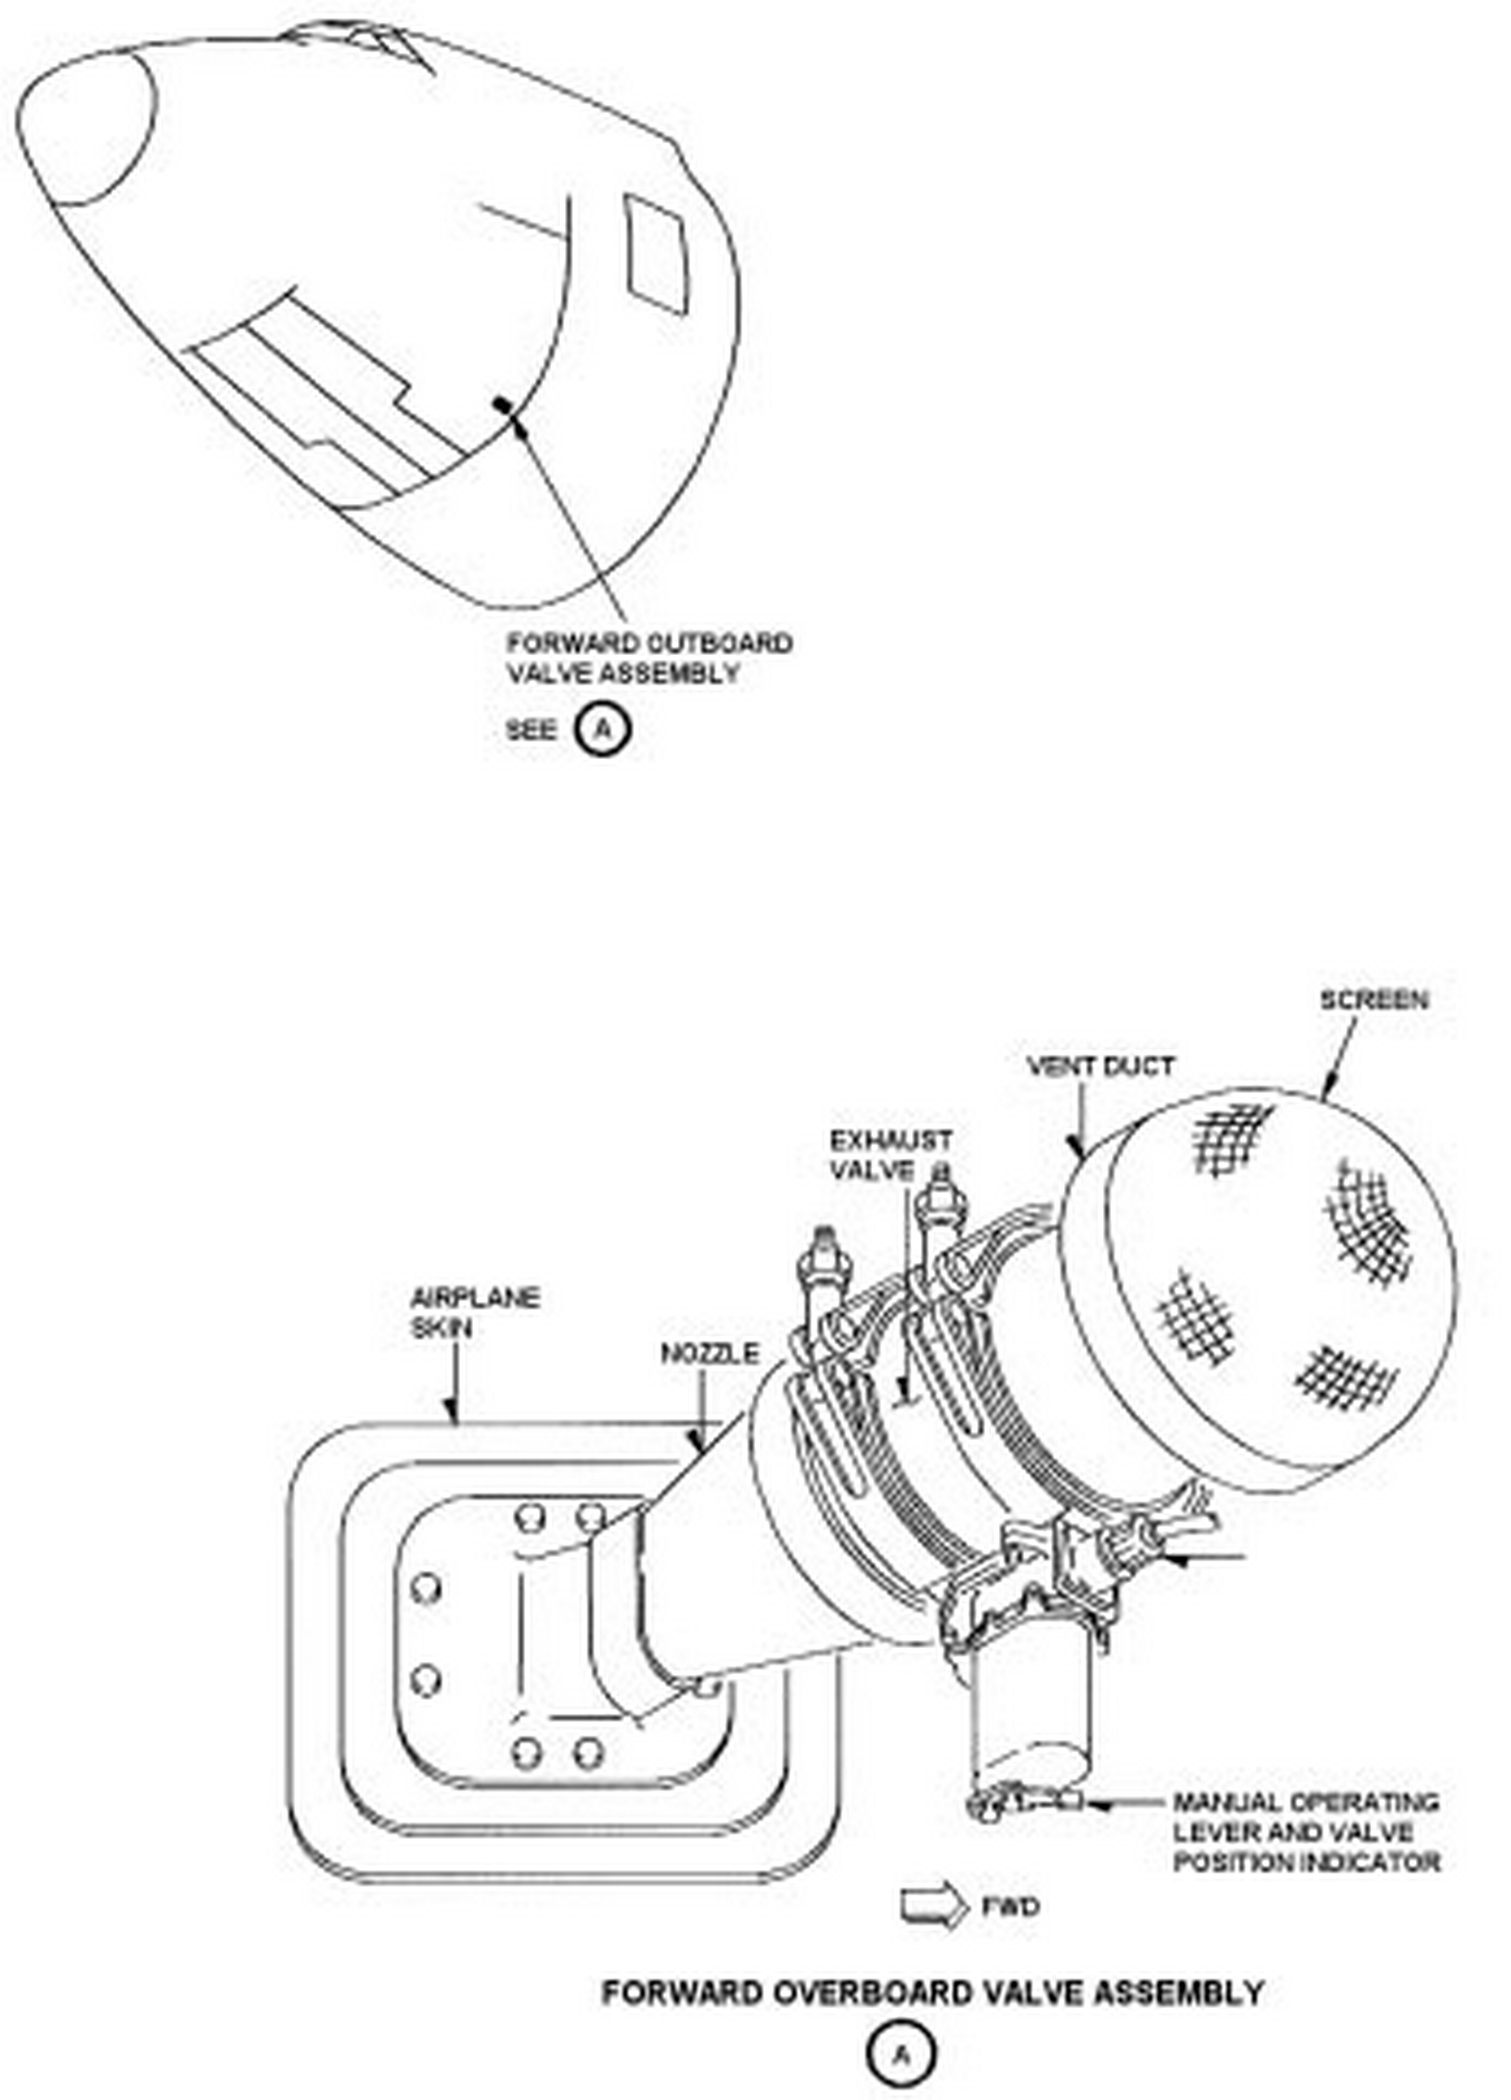 FORWARD OUTBOARD
VALVE ASSEMBLY
SEE A
SCREEN
VENT DUCT
EXHAUST
VALVE
AIRPLANE
SKIN
NOZZLE
MANUAL OPERATING
LEVER AND VALVE
POSITION INDICATOR
FWD
FORWARD OVERBOARD VALVE ASSEMBLY
A